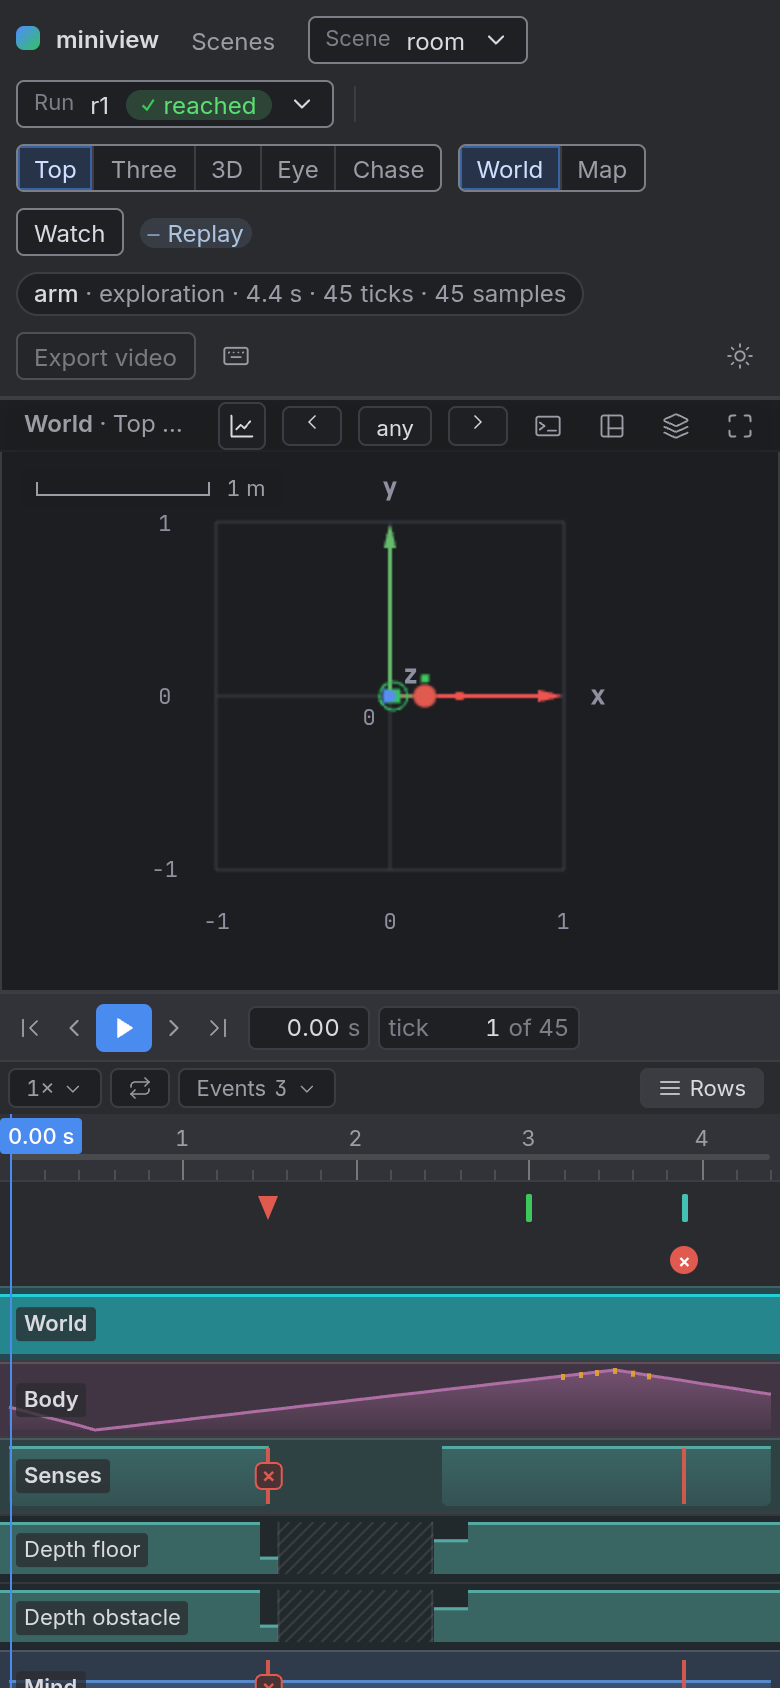 miniview Scenes Scene room
Run r1 reached
Top Three 3D Eye Chase World Map
Watch – Replay
arm · exploration · 4.4 s · 45 ticks · 45 samples
Export video
World · Top ... any
1 m
y
1
z
0
x
0
-1
-1 0 1
0.00 s tick 1 of 45
1× Events 3 Rows
0.00 s 1 2 3 4
World
Body
Senses
Depth floor
Depth obstacle
Mind